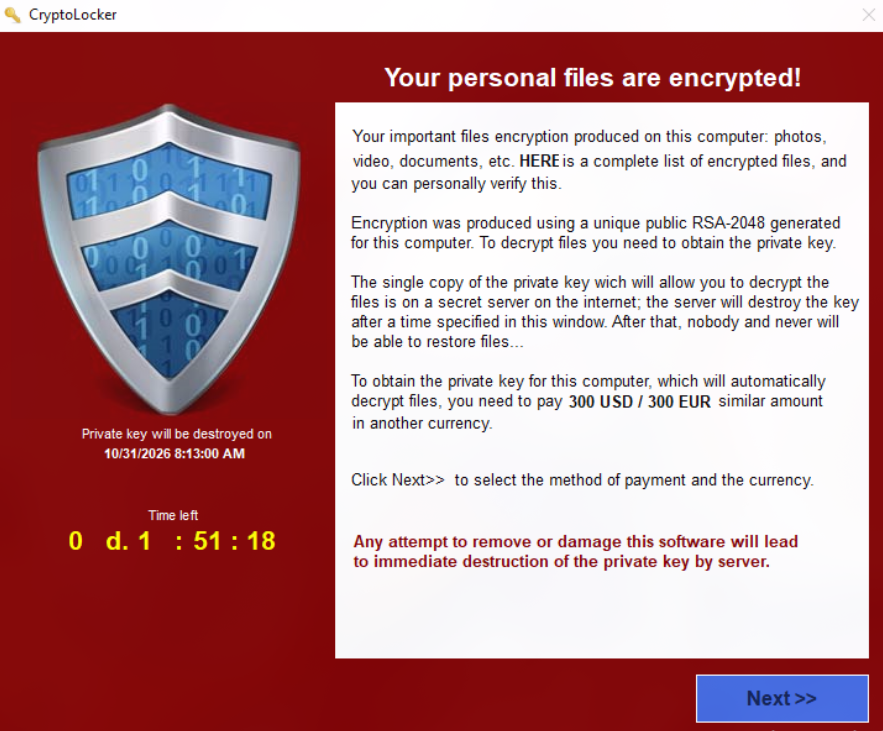 CryptoLocker
Your personal files are encrypted!
Your important files encryption produced on this computer: photos,
video, documents, etc. HERE is a complete list of encrypted files, and
you can personally verify this.
Encryption was produced using a unique public RSA-2048 generated
for this computer. To decrypt files you need to obtain the private key.
The single copy of the private key wich will allow you to decrypt the
files is on a secret server on the internet; the server will destroy the key
after a time specified in this window. After that, nobody and never will
be able to restore files...
To obtain the private key for this computer, which will automatically
decrypt files, you need to pay 300 USD / 300 EUR similar amount
in another currency.
Click Next>> to select the method of payment and the currency.
Any attempt to remove or damage this software will lead
to immediate destruction of the private key by server.
Private key will be destroyed on
10/31/2026 8:13:00 AM
Time left
0 d. 1 : 51 : 18
Next >>